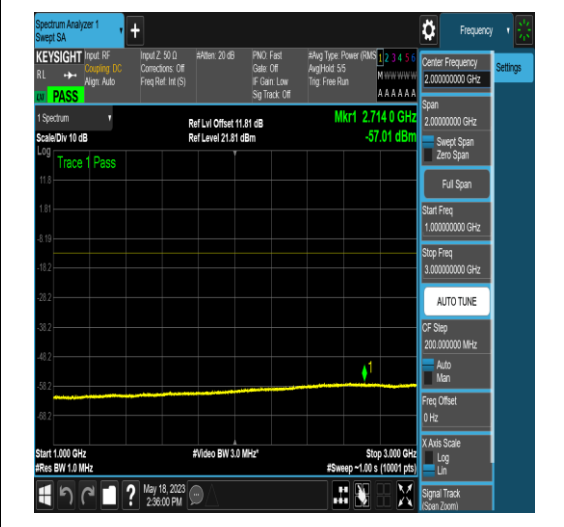 Spectrum Analyzer 1
Swept SA
+
Frequency
KEYSIGHT
Input: RF
Coupling: DC
Align: Auto
RL
PASS
Input Z: 50 Ω
Corrections: Off
Freq Ref: Int (S)
#Atten: 20 dB
PNO: Fast
Gate: Off
IF Gain: Low
Sig Track: Off
#Avg Type: Power (RMS
Avg|Hold: 5/5
Trig: Free Run
1 2 3 4 5 6
M W W W W W
A A A A A A
Center Frequency
2.000000000 GHz
Settings
Span
2.00000000 GHz
Swept Span
Zero Span
Full Span
Start Freq
1.000000000 GHz
Stop Freq
3.000000000 GHz
AUTO TUNE
CF Step
200.000000 MHz
Auto
Man
Freq Offset
0 Hz
X Axis Scale
Log
Lin
Signal Track
(Span Zoom)
1 Spectrum
Scale/Div 10 dB
Ref Lvl Offset 11.81 dB
Ref Level 21.81 dBm
Mkr1 2.714 0 GHz
-57.01 dBm
Log
Trace 1 Pass
11.8
1.81
-8.19
-18.2
-28.2
-38.2
-48.2
-58.2
-68.2
1
Start 1.000 GHz
#Res BW 1.0 MHz
#Video BW 3.0 MHz*
Stop 3.000 GHz
#Sweep ~1.00 s (10001 pts)
?
May 18, 2023
2:36:00 PM